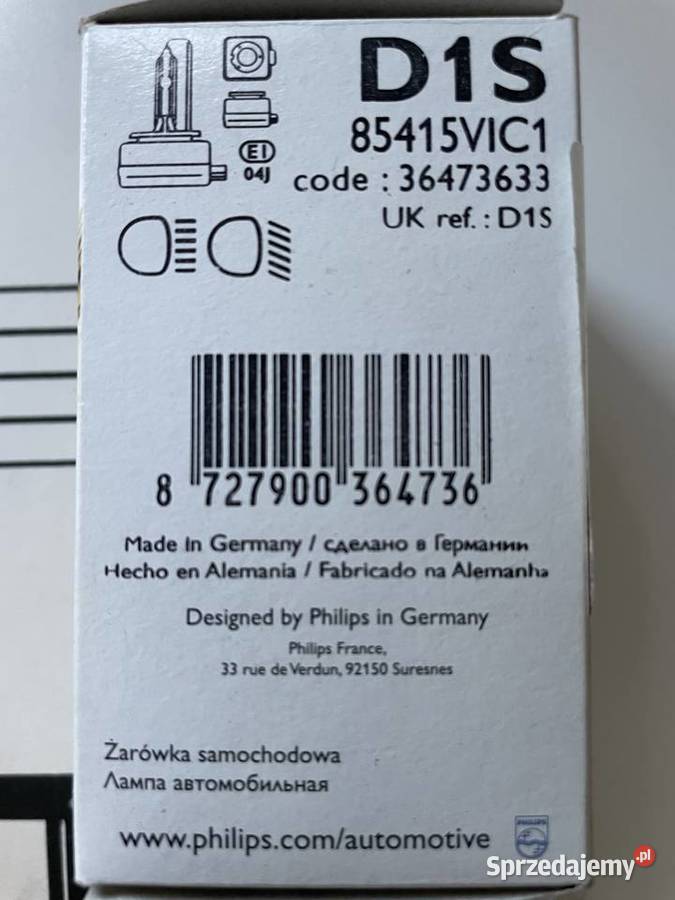 D1S
85415VIC1
E1
04J
code : 36473633
UK ref. : D1S
8 727900 364736
Made In Germany / сделано в Германии
Hecho en Alemania / Fabricado na Alemanha
Designed by Philips in Germany
Philips France,
33 rue de Verdun, 92150 Suresnes
Żarówka samochodowa
Лампа автомобильная
www.philips.com/automotive
PHILIPS
Sprzedajemy.pl